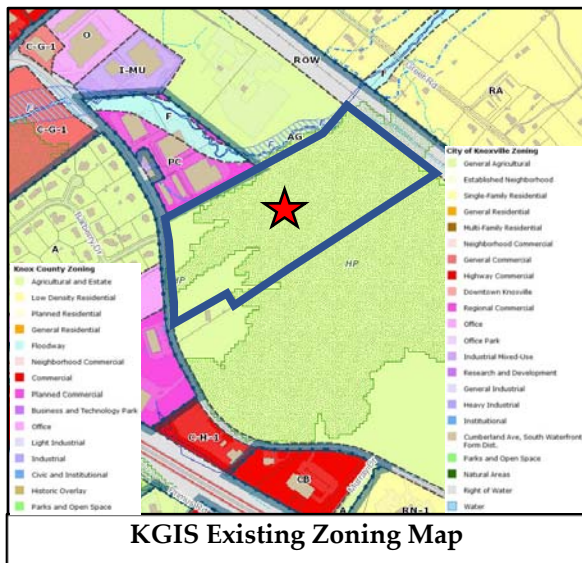 O
C-G-1
I-MU
ROW
F
RA
C-G-1
F
AG
PC
A
HP
HP
C-H-1
CB
A
RN-1
Knox County Zoning
Agricultural and Estate
Low Density Residential
Planned Residential
General Residential
Floodway
Neighborhood Commercial
Commercial
Planned Commercial
Business and Technology Park
Office
Light Industrial
Industrial
Civic and Institutional
Historic Overlay
Parks and Open Space
City of Knoxville Zoning
General Agricultural
Established Neighborhood
Single-Family Residential
General Residential
Multi-Family Residential
Neighborhood Commercial
General Commercial
Highway Commercial
Downtown Knoxville
Regional Commercial
Office
Office Park
Industrial Mixed-Use
Research and Development
General Industrial
Heavy Industrial
Institutional
Cumberland Ave, South Waterfront
Form Dist.
Parks and Open Space
Natural Areas
Right of Water
Water
KGIS Existing Zoning Map